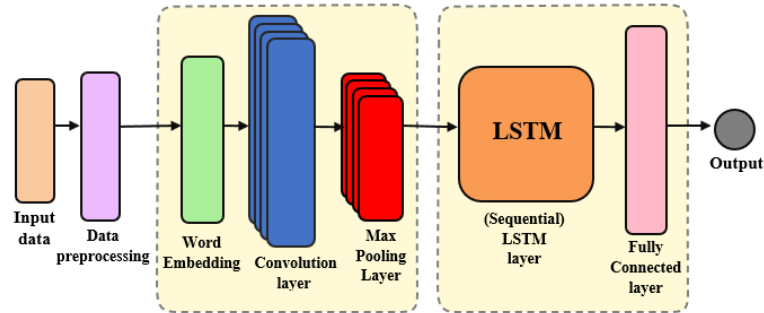 Input
data
Data
preprocessing
Word
Embedding
Convolution
layer
Max
Pooling
Layer
LSTM
(Sequential)
LSTM
layer
Fully
Connected
layer
Output